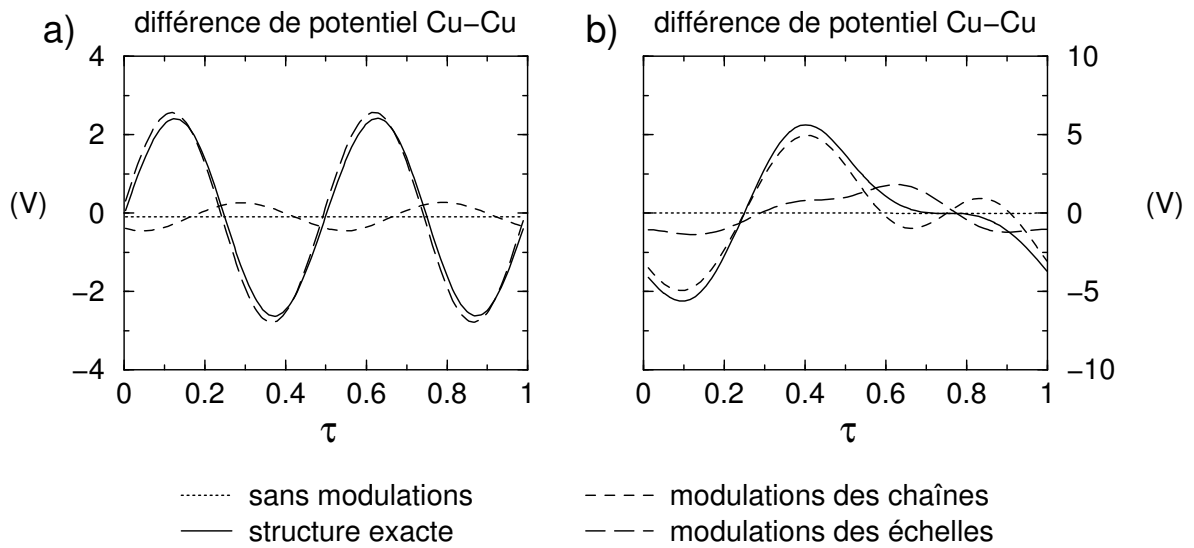 a) différence de potentiel Cu−Cu
b) différence de potentiel Cu−Cu
4
2
0
−2
−4
(V)
0 0.2 0.4 0.6 0.8 1
τ
10
5
0
−5
−10
(V)
0 0.2 0.4 0.6 0.8 1
τ
sans modulations
structure exacte
modulations des chaînes
modulations des échelles